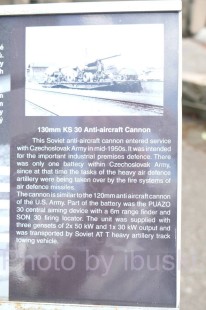 130mm KS 30 Anti-aircraft Cannon
This Soviet anti-aircraft cannon entered service
with Czechoslovak Army in mid-1950s. It was intended
for the important industrial premises defence. There
was only one battery within Czechoslovak Army,
since at that time the tasks of the heavy air defence
artillery were being taken over by the fire systems of
air defence missiles.
The cannon is similar to the 120mm anti aircraft cannon
of the U.S. Army. Part of the battery was the PUAZO
30 central aiming device with a 6m range finder and
SON 30 firing locator. The unit was supplied with
three gensets of 2x 50 kW and 1x 30 kW output and
was transported by Soviet AT T heavy artillery track
towing vehicle.
Photo by ibus